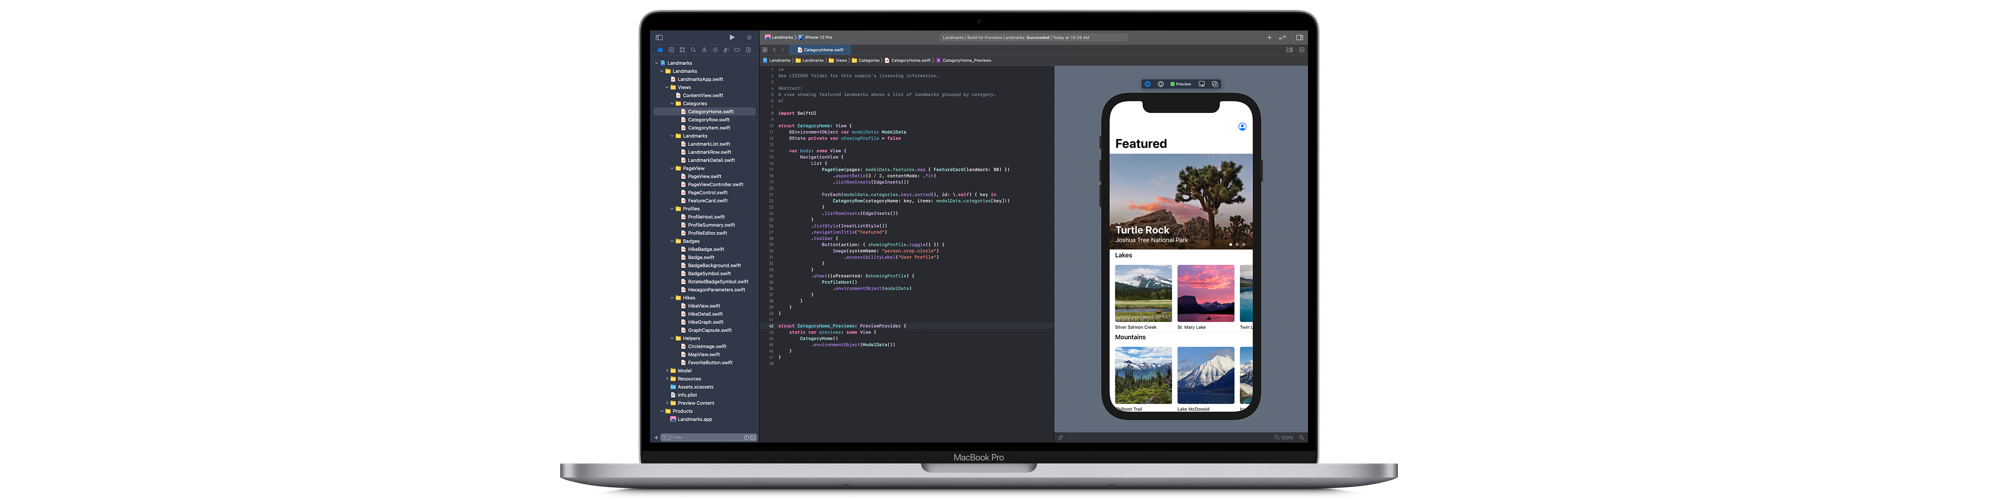 Landmarks
Landmarks
LandmarksApp.swift
Views
ContentView.swift
Categories
CategoryHome.swift
CategoryRow.swift
CategoryItem.swift
Landmarks
LandmarkList.swift
LandmarkRow.swift
LandmarkDetail.swift
PageView
PageView.swift
PageViewController.swift
PageControl.swift
FeatureCard.swift
Profiles
ProfileHost.swift
ProfileSummary.swift
ProfileEditor.swift
Badges
HikeBadge.swift
Badge.swift
BadgeBackground.swift
BadgeSymbol.swift
RotatedBadgeSymbol.swift
HexagonParameters.swift
Hikes
HikeView.swift
HikeDetail.swift
HikeGraph.swift
GraphCapsule.swift
Helpers
CircleImage.swift
MapView.swift
FavoriteButton.swift
Model
Resources
Assets.xcassets
Info.plist
Preview Content
Products
Landmarks.app
Filter
Landmarks > iPhone 13 Pro
Landmarks | Build for Previews Landmarks: Succeeded | Today at 10:26 AM
CategoryHome.swift
Landmarks > Landmarks > Views > Categories > CategoryHome.swift > CategoryHome_Previews
/*
See LICENSE folder for this sample's licensing information.
Abstract:
A view showing featured landmarks above a list of landmarks grouped by category.
*/
import SwiftUI
struct CategoryHome: View {
@EnvironmentObject var modelData: ModelData
@State private var showingProfile = false
var body: some View {
NavigationView {
List {
PageView(pages: modelData.features.map { FeatureCard(landmark: $0) })
.aspectRatio(3 / 2, contentMode: .fit)
.listRowInsets(EdgeInsets())
ForEach(modelData.categories.keys.sorted(), id: \.self) { key in
CategoryRow(categoryName: key, items: modelData.categories[key]!)
}
.listRowInsets(EdgeInsets())
}
.listStyle(InsetListStyle())
.navigationTitle("Featured")
.toolbar {
Button(action: { showingProfile.toggle() }) {
Image(systemName: "person.crop.circle")
.accessibilityLabel("User Profile")
}
}
.sheet(isPresented: $showingProfile) {
ProfileHost()
.environmentObject(modelData)
}
}
}
}
struct CategoryHome_Previews: PreviewProvider {
static var previews: some View {
CategoryHome()
.environmentObject(ModelData())
}
}
Preview
Featured
Turtle Rock
Joshua Tree National Park
Lakes
Silver Salmon Creek
St. Mary Lake
Twin L
Mountains
Chilkoot Trail
Lake McDonald
100%
MacBook Pro